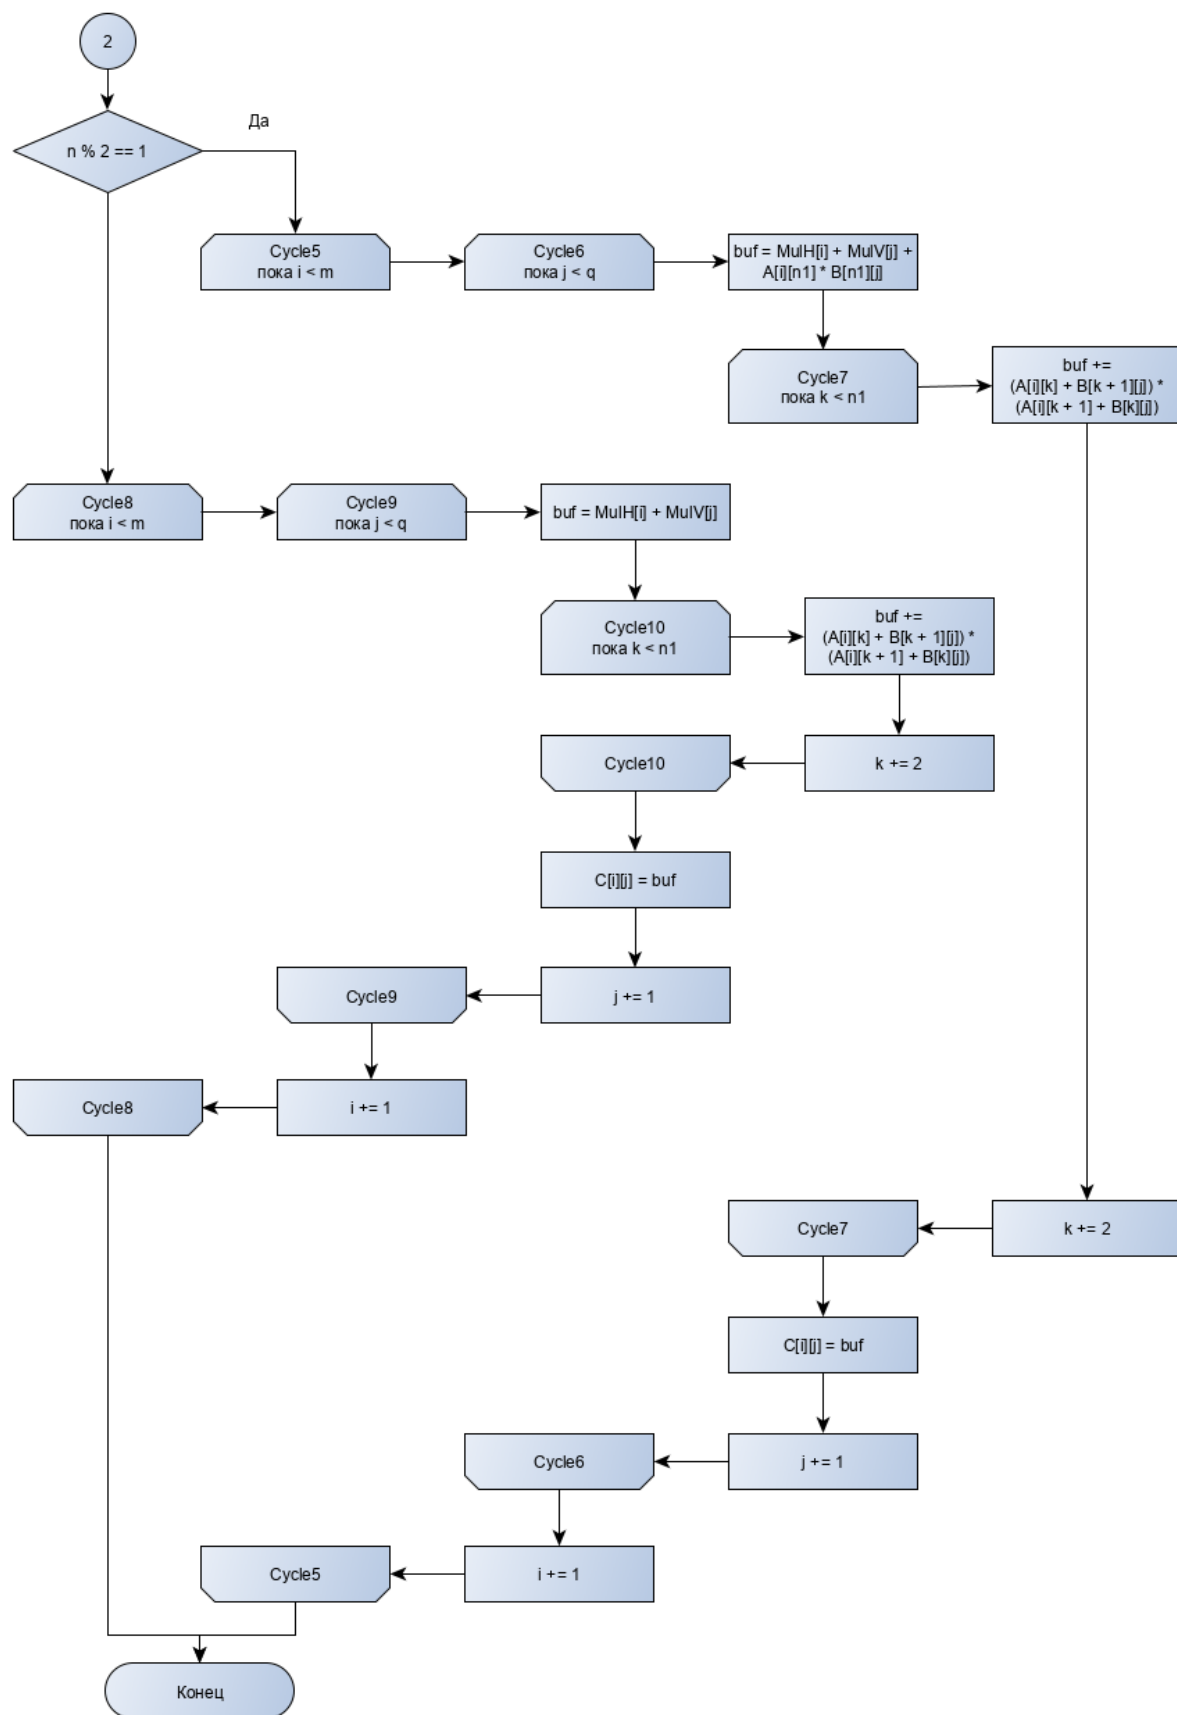 2
n % 2 == 1
Да
Cycle5
пока i < m
Cycle6
пока j < q
buf = MulH[i] + MulV[j] +
A[i][n1] * B[n1][j]
Cycle7
пока k < n1
buf +=
(A[i][k] + B[k + 1][j]) *
(A[i][k + 1] + B[k][j])
Cycle8
пока i < m
Cycle9
пока j < q
buf = MulH[i] + MulV[j]
Cycle10
пока k < n1
buf +=
(A[i][k] + B[k + 1][j]) *
(A[i][k + 1] + B[k][j])
Cycle10
k += 2
C[i][j] = buf
Cycle9
j += 1
Cycle8
i += 1
Cycle7
k += 2
C[i][j] = buf
Cycle6
j += 1
Cycle5
i += 1
Конец